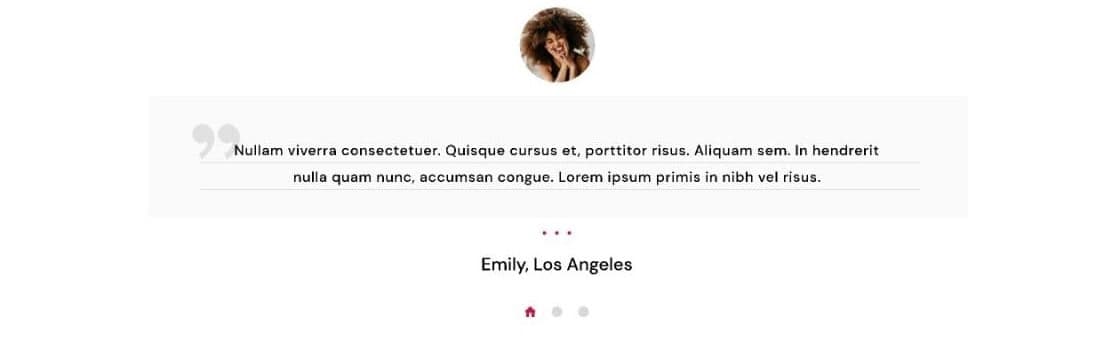 Nullam viverra consectetuer. Quisque cursus et, porttitor risus. Aliquam sem. In hendrerit
nulla quam nunc, accumsan congue. Lorem ipsum primis in nibh vel risus.
Emily, Los Angeles